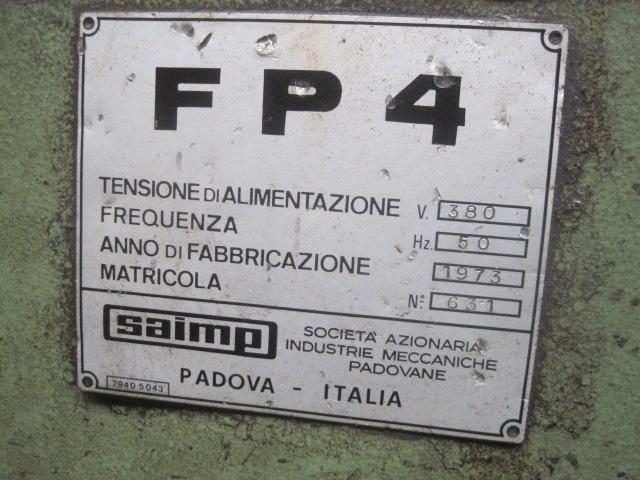 FP4
TENSIONE DI ALIMENTAZIONE V. 380
FREQUENZA Hz. 50
ANNO DI FABBRICAZIONE 1973
MATRICOLA N° 631
saimp
SOCIETÀ AZIONARIA
INDUSTRIE MECCANICHE
PADOVANE
PADOVA - ITALIA
7940 5043